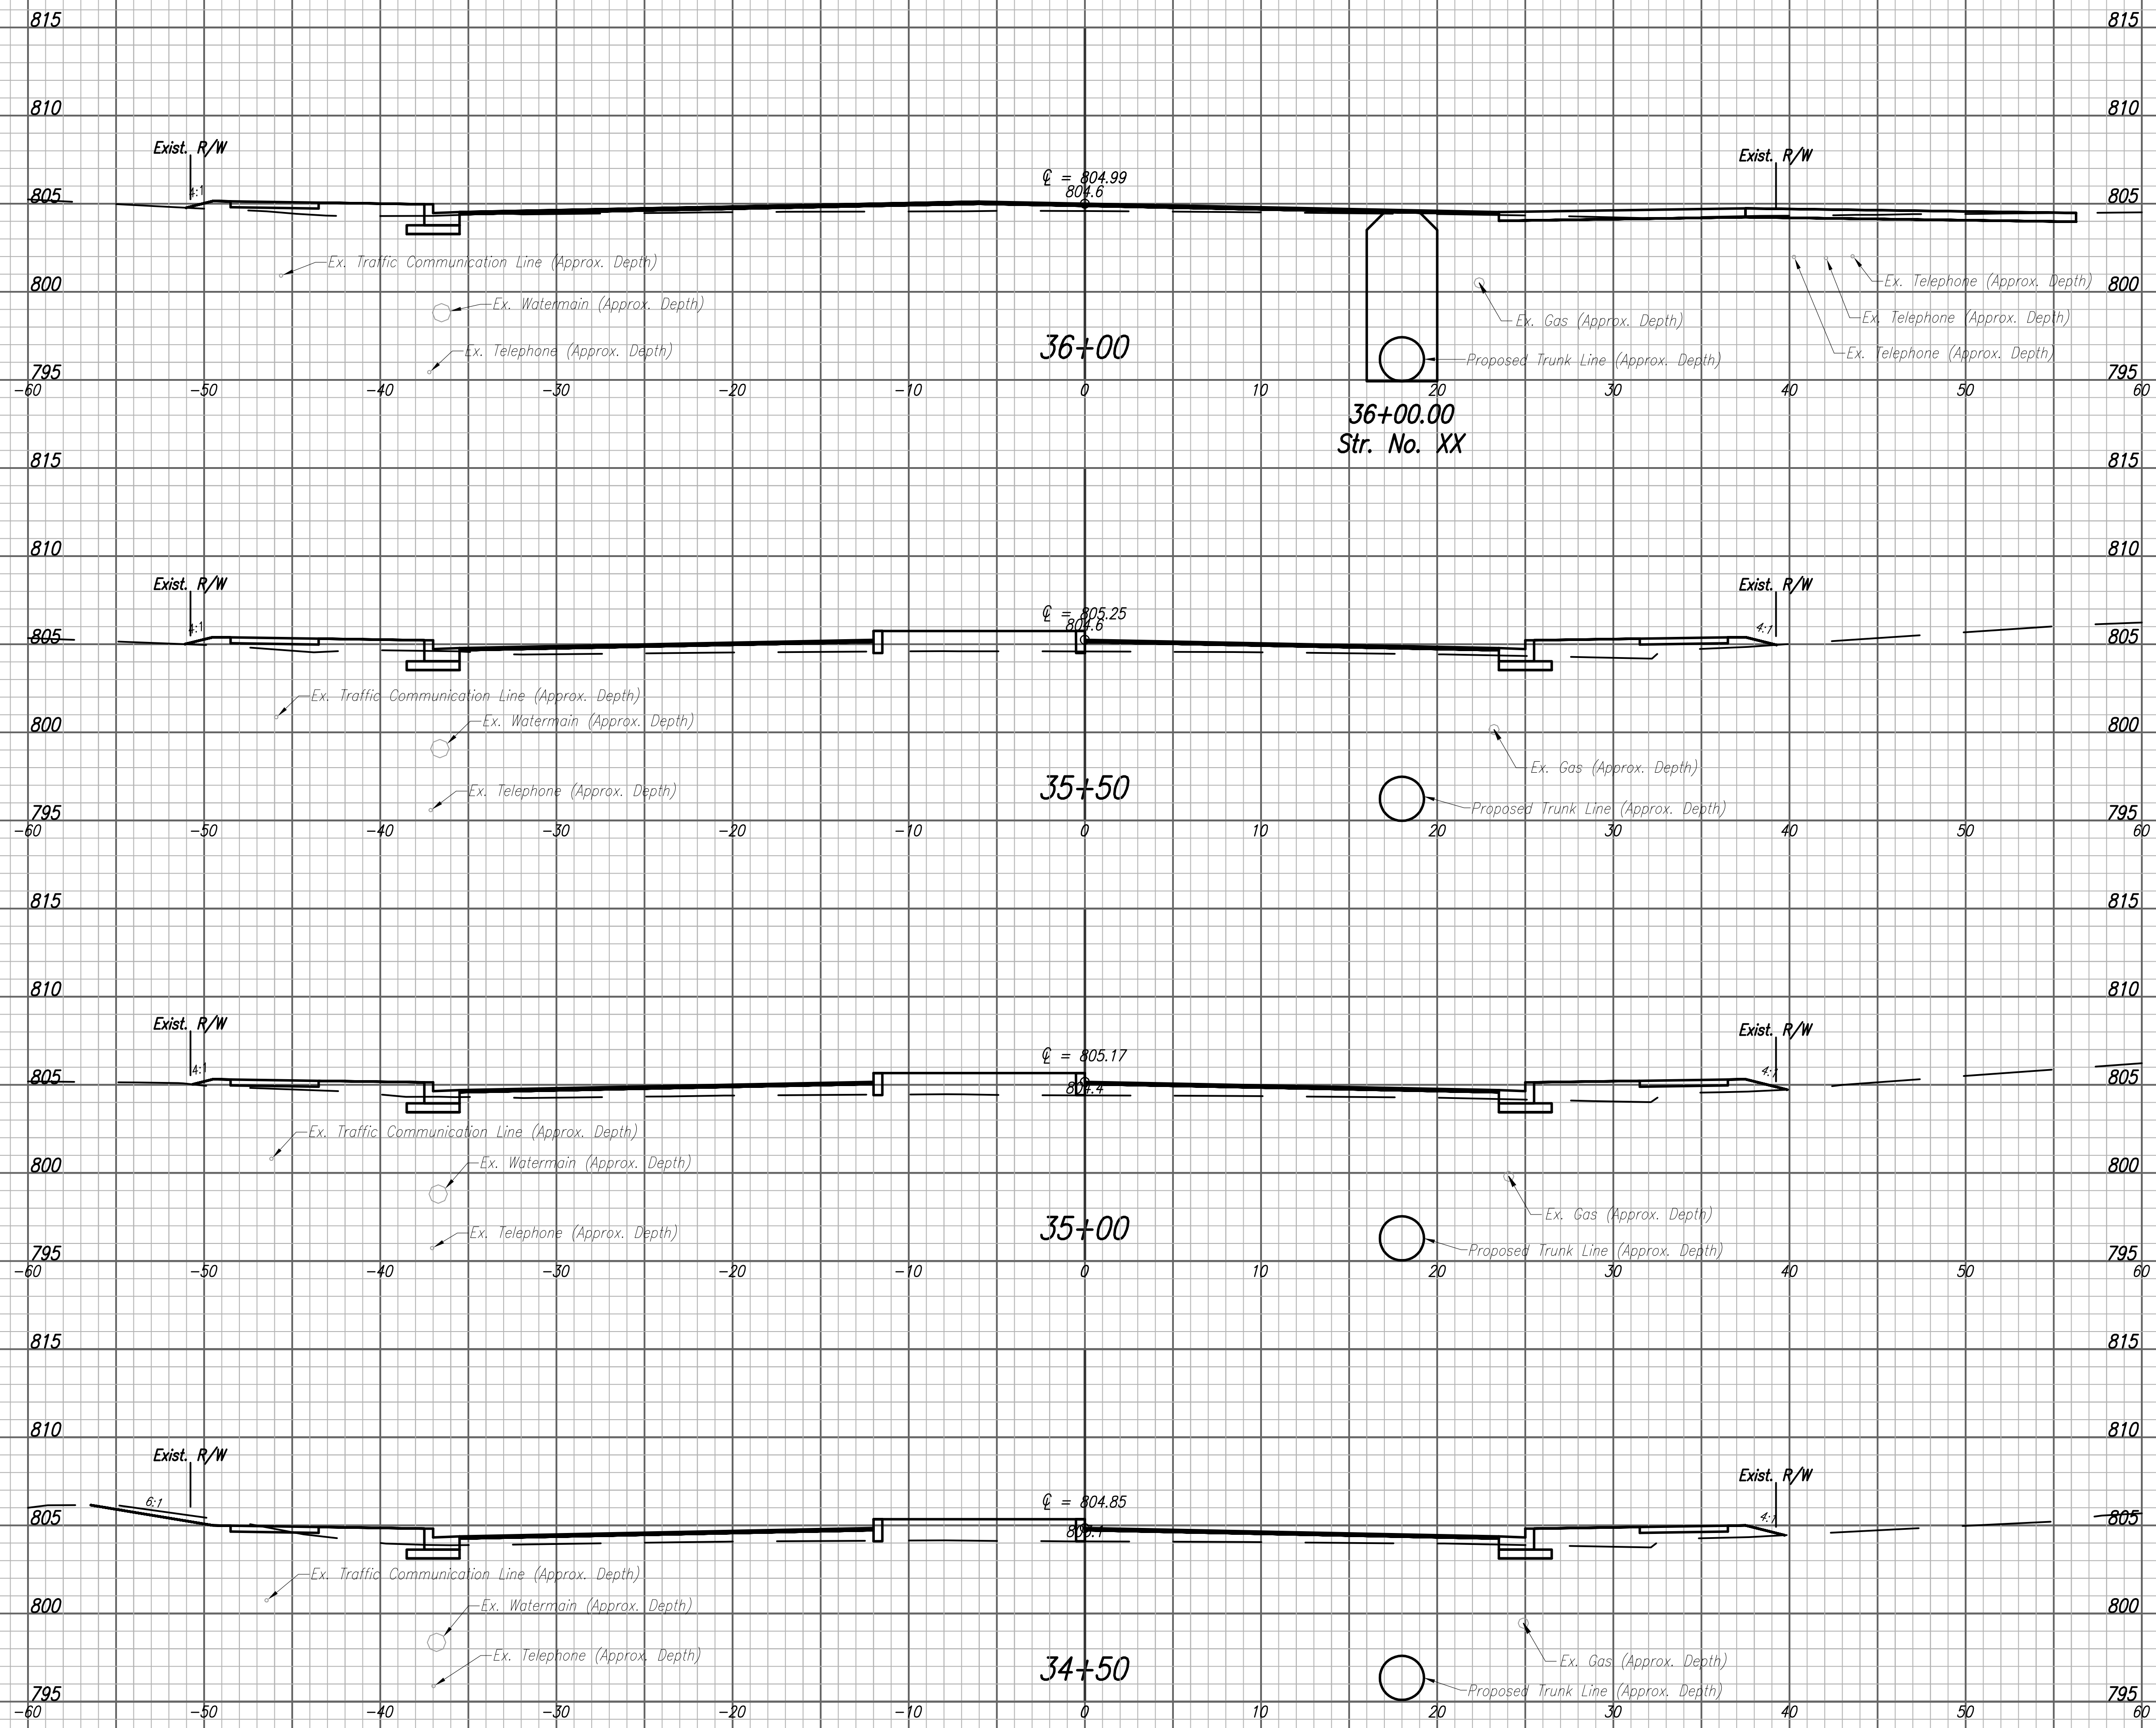 815 815
810 810
Exist. R/W Exist. R/W
℄ = 804.99
4:1
804.6
805 805
Ex. Traffic Communication Line (Approx. Depth)
Ex. Telephone (Approx. Depth)
800 800
Ex. Watermain (Approx. Depth)
Ex. Gas (Approx. Depth)
Ex. Telephone (Approx. Depth)
36+00
Ex. Telephone (Approx. Depth)
Ex. Telephone (Approx. Depth)
Proposed Trunk Line (Approx. Depth)
795 795
-60 -50 -40 -30 -20 -10 0 10 20 30 40 50 60
36+00.00
Str. No. XX
815 815
810 810
Exist. R/W Exist. R/W
℄ = 805.25
804.6
4:1 4:1
805 805
Ex. Traffic Communication Line (Approx. Depth)
Ex. Watermain (Approx. Depth)
800 800
Ex. Gas (Approx. Depth)
35+50
Ex. Telephone (Approx. Depth)
Proposed Trunk Line (Approx. Depth)
795 795
-60 -50 -40 -30 -20 -10 0 10 20 30 40 50 60
815 815
810 810
Exist. R/W Exist. R/W
℄ = 805.17
4:1 4:1
805 805
804.4
Ex. Traffic Communication Line (Approx. Depth)
Ex. Watermain (Approx. Depth)
800 800
Ex. Gas (Approx. Depth)
35+00
Ex. Telephone (Approx. Depth)
Proposed Trunk Line (Approx. Depth)
795 795
-60 -50 -40 -30 -20 -10 0 10 20 30 40 50 60
815 815
810 810
Exist. R/W Exist. R/W
℄ = 804.85
6:1 4:1
805 805
Ex. Traffic Communication Line (Approx. Depth)
Ex. Watermain (Approx. Depth)
800 800
Ex. Telephone (Approx. Depth)
Ex. Gas (Approx. Depth)
34+50
Proposed Trunk Line (Approx. Depth)
795 795
-60 -50 -40 -30 -20 -10 0 10 20 30 40 50 60